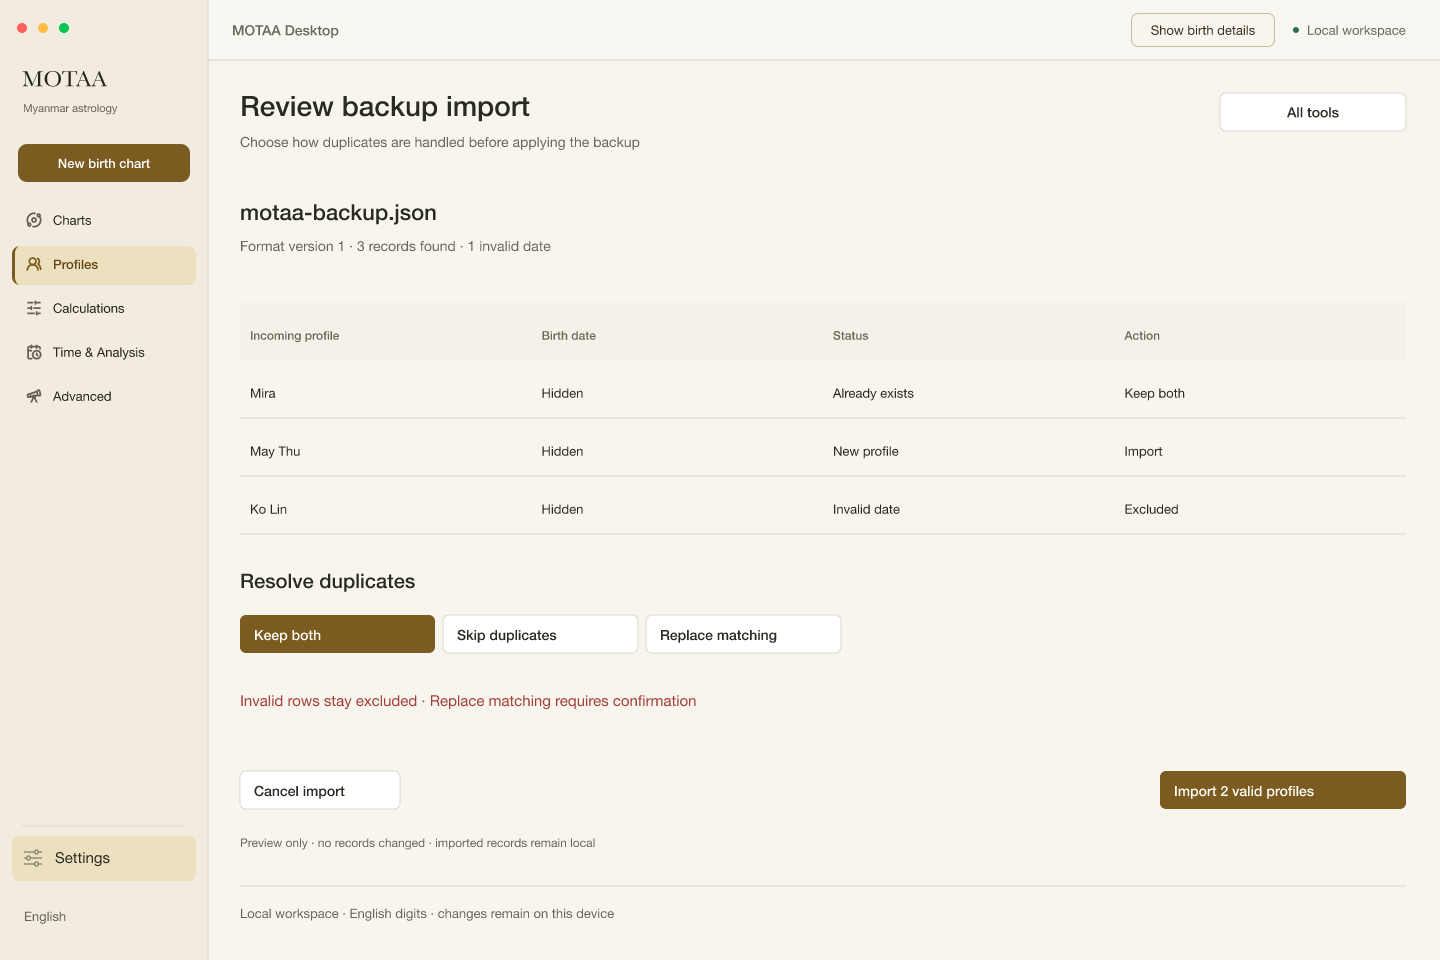 MOTAA Desktop
Show birth details
Local workspace
MOTAA
Myanmar astrology
New birth chart
Charts
Profiles
Calculations
Time & Analysis
Advanced
Settings
English
Review backup import
All tools
Choose how duplicates are handled before applying the backup
motaa-backup.json
Format version 1 · 3 records found · 1 invalid date
Incoming profile Birth date Status Action
Mira Hidden Already exists Keep both
May Thu Hidden New profile Import
Ko Lin Hidden Invalid date Excluded
Resolve duplicates
Keep both Skip duplicates Replace matching
Invalid rows stay excluded · Replace matching requires confirmation
Cancel import Import 2 valid profiles
Preview only · no records changed · imported records remain local
Local workspace · English digits · changes remain on this device